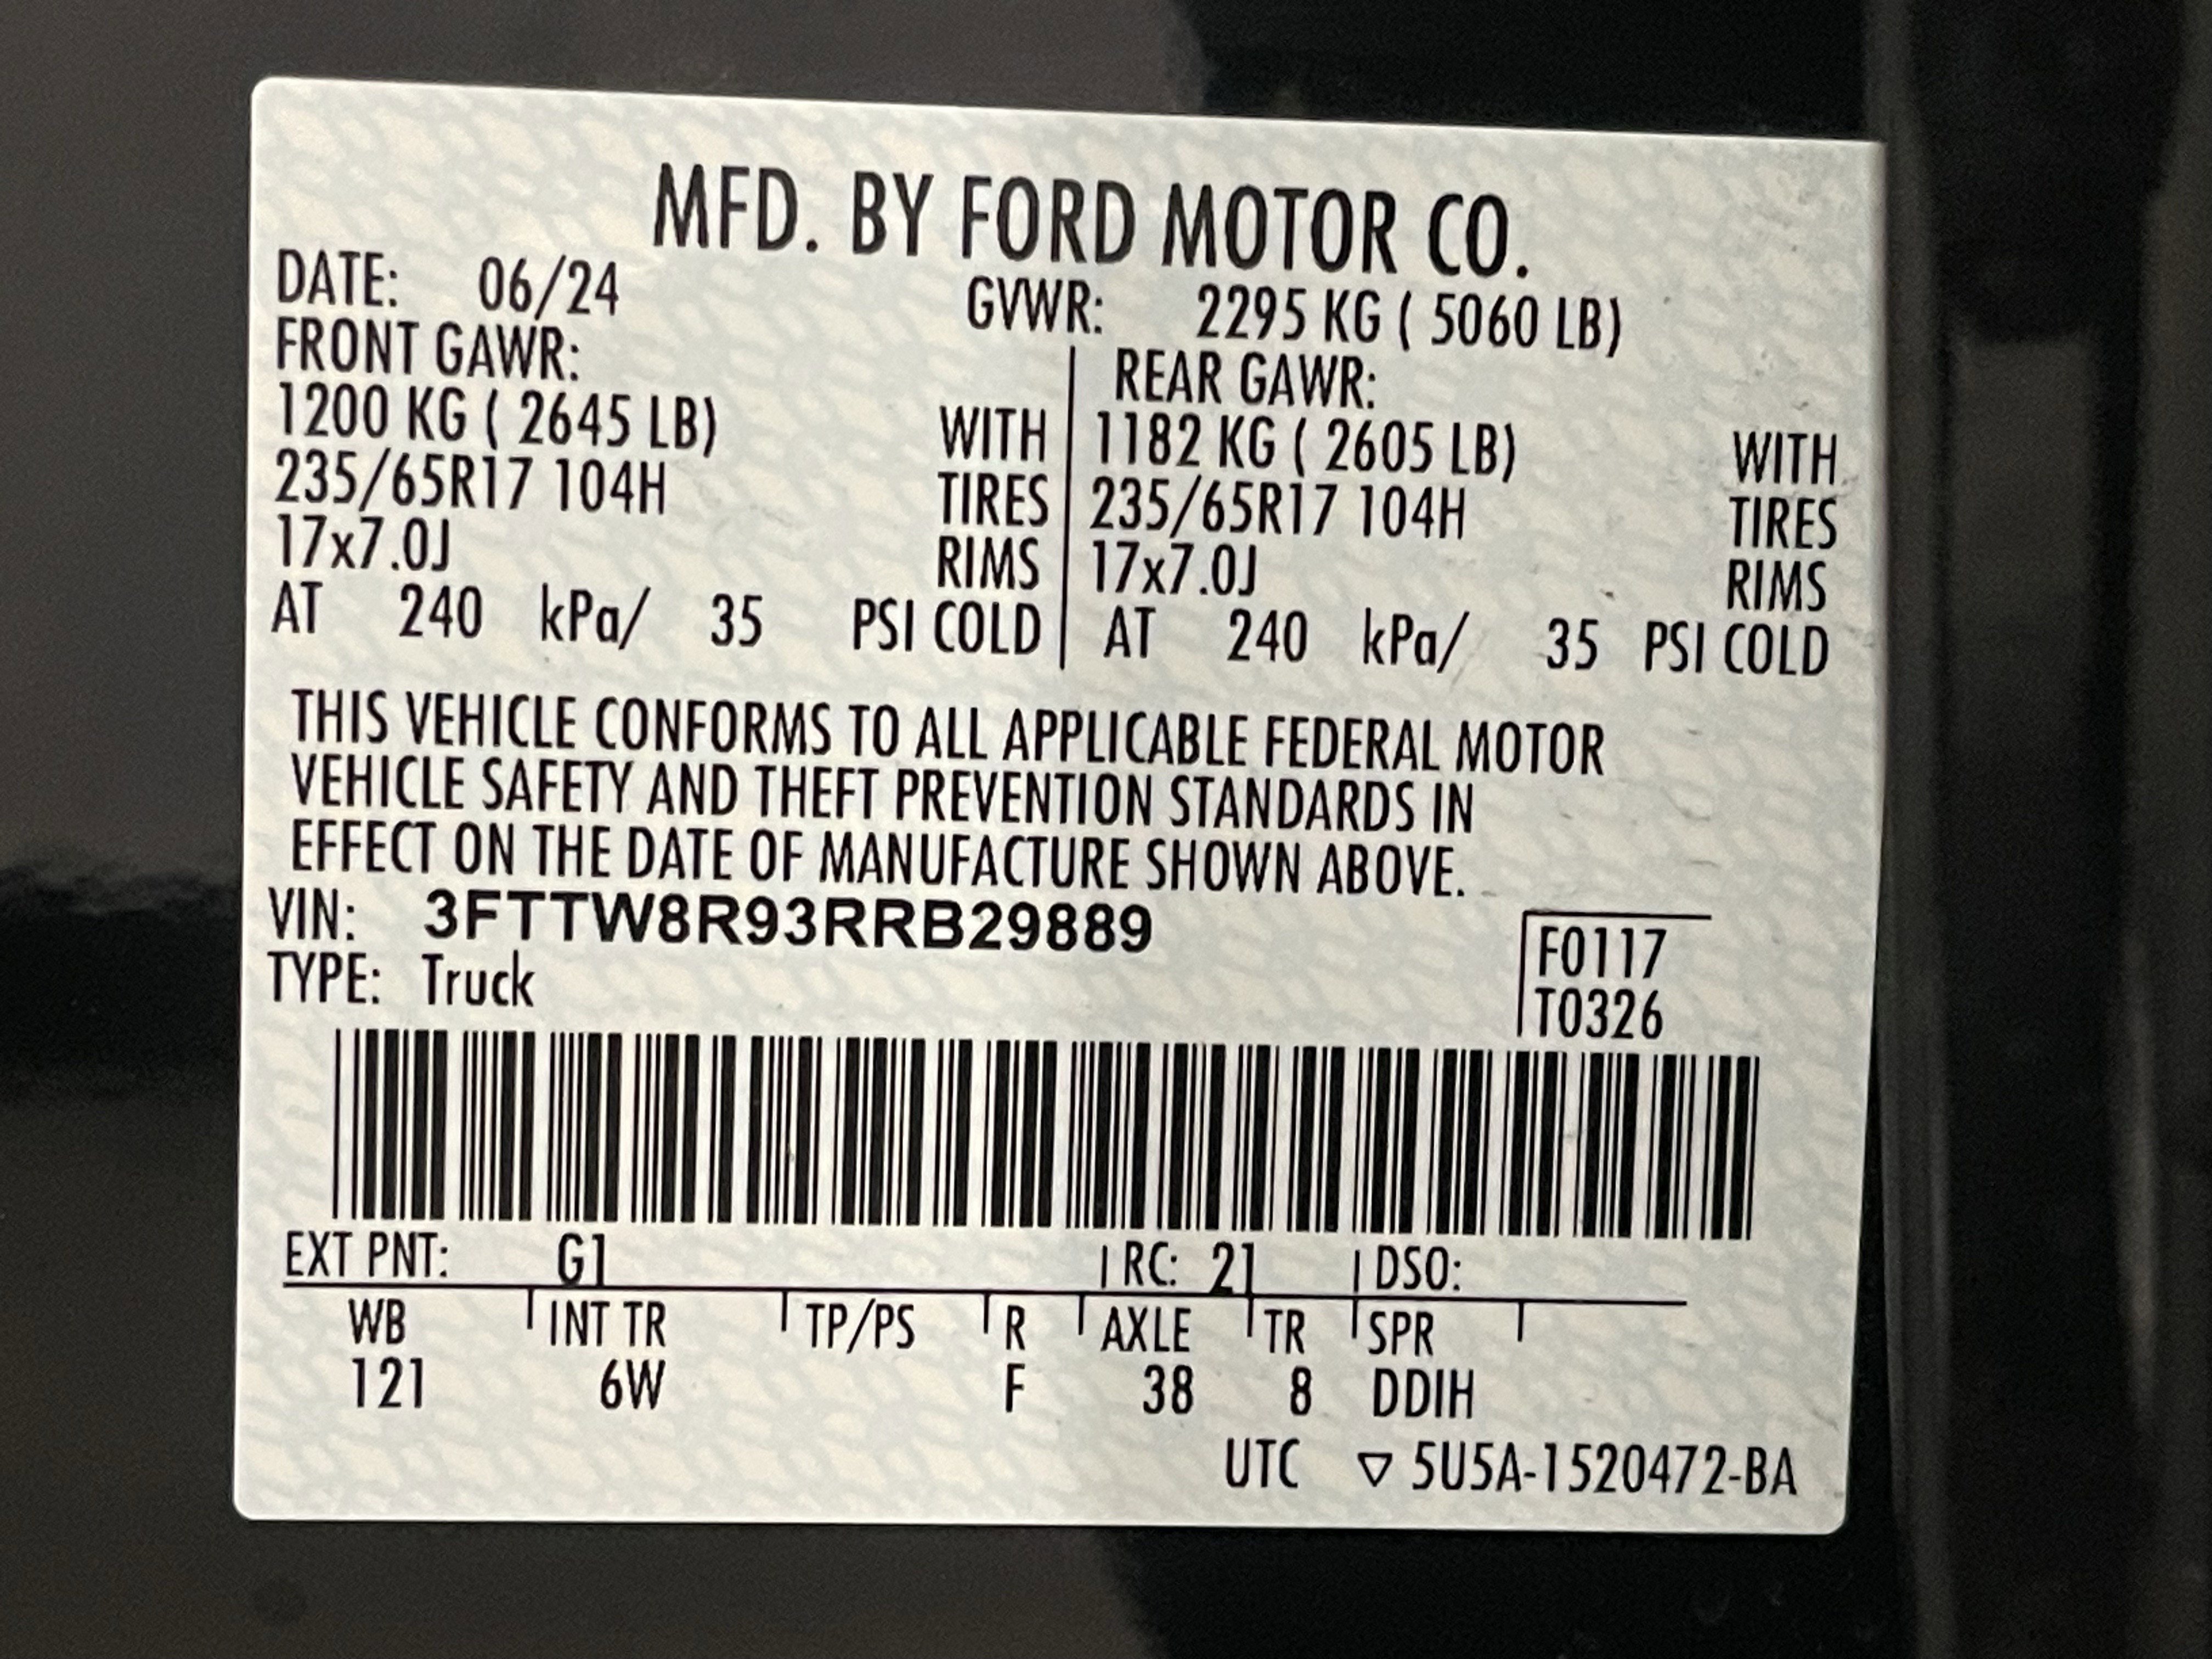 MFD. BY FORD MOTOR CO.
DATE: 06/24 GVWR: 2295 KG ( 5060 LB)
FRONT GAWR: REAR GAWR:
1200 KG ( 2645 LB) WITH 1182 KG ( 2605 LB) WITH
235/65R17 104H TIRES 235/65R17 104H TIRES
17x7.0J RIMS 17x7.0J RIMS
AT 240 kPa/ 35 PSI COLD AT 240 kPa/ 35 PSI COLD
THIS VEHICLE CONFORMS TO ALL APPLICABLE FEDERAL MOTOR
VEHICLE SAFETY AND THEFT PREVENTION STANDARDS IN
EFFECT ON THE DATE OF MANUFACTURE SHOWN ABOVE.
VIN: 3FTTW8R93RRB29889
F0117
TYPE: Truck
T0326
EXT PNT: G1 RC: 21 DSO:
WB INT TR TP/PS R AXLE TR SPR
121 6W F 38 8 DDIH
UTC ▽ 5U5A-1520472-BA